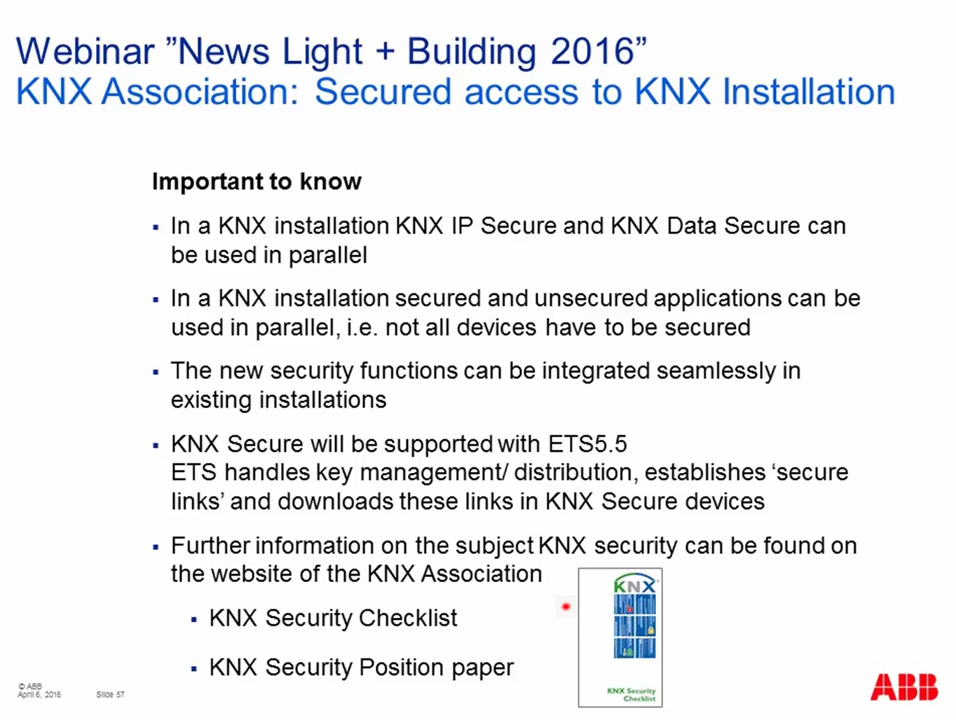 Webinar ”News Light + Building 2016”
KNX Association: Secured access to KNX Installation
Important to know
▪ In a KNX installation KNX IP Secure and KNX Data Secure can
be used in parallel
▪ In a KNX installation secured and unsecured applications can be
used in parallel, i.e. not all devices have to be secured
▪ The new security functions can be integrated seamlessly in
existing installations
▪ KNX Secure will be supported with ETS5.5
ETS handles key management/ distribution, establishes ‘secure
links’ and downloads these links in KNX Secure devices
▪ Further information on the subject KNX security can be found on
the website of the KNX Association
▪ KNX Security Checklist
▪ KNX Security Position paper
KNX
KNX Security
Checklist
© ABB
April 6, 2016 Slide 57
ABB